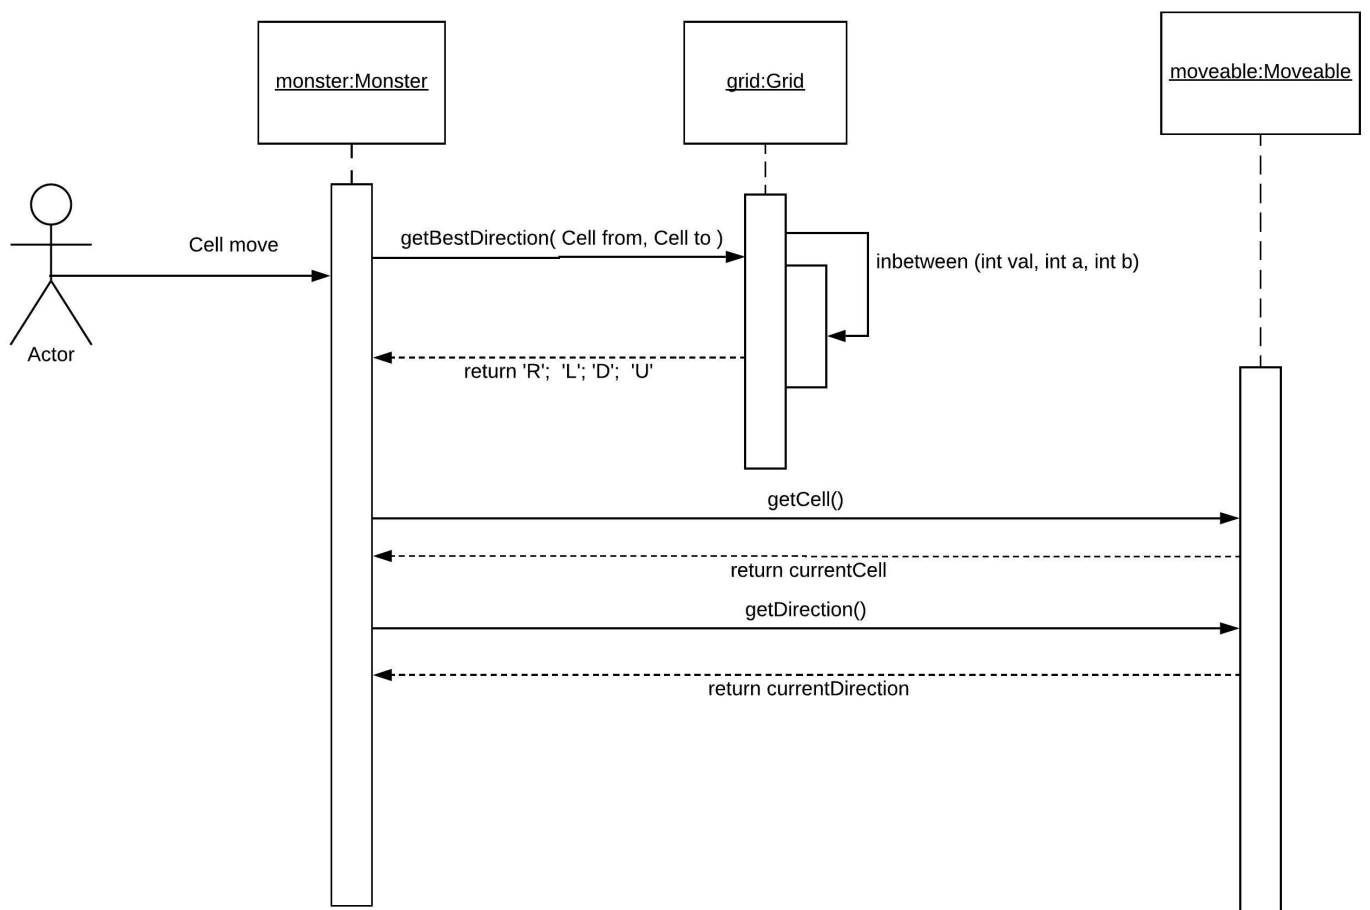 monster:Monster
grid:Grid
moveable:Moveable
Cell move
getBestDirection( Cell from, Cell to )
inbetween (int val, int a, int b)
Actor
return 'R';  'L'; 'D';  'U'
getCell()
return currentCell
getDirection()
return currentDirection